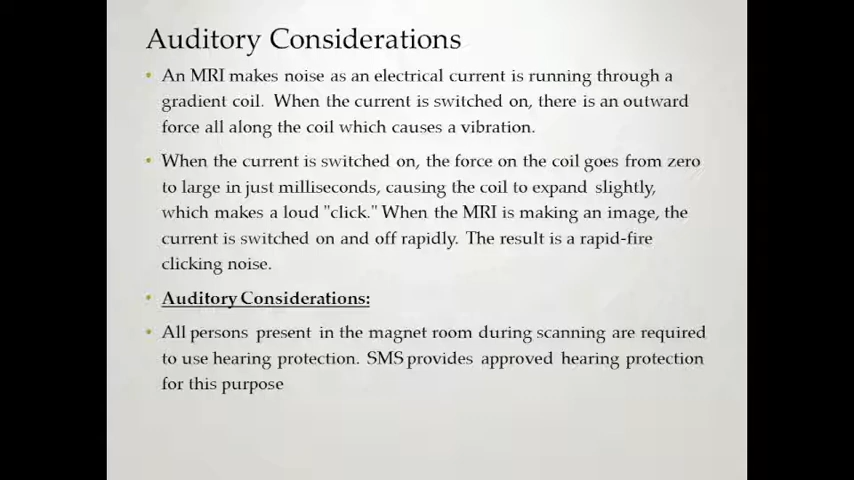 Auditory Considerations
• An MRI makes noise as an electrical current is running through a
gradient coil. When the current is switched on, there is an outward
force all along the coil which causes a vibration.
• When the current is switched on, the force on the coil goes from zero
to large in just milliseconds, causing the coil to expand slightly,
which makes a loud "click." When the MRI is making an image, the
current is switched on and off rapidly. The result is a rapid-fire
clicking noise.
• Auditory Considerations:
• All persons present in the magnet room during scanning are required
to use hearing protection. SMS provides approved hearing protection
for this purpose